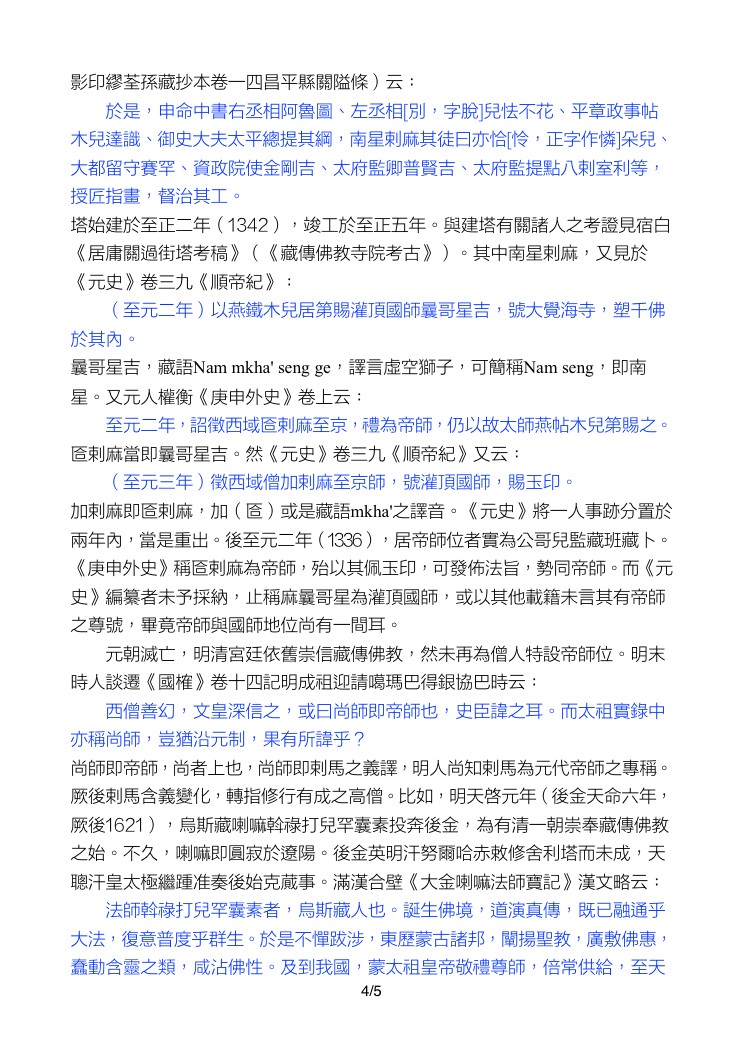 影印繆荃孫藏抄本卷一四昌平縣關隘條）云：
於是，申命中書右丞相阿魯圖、左丞相[別，字脫]兒怯不花、平章政事帖
木兒達識、御史大夫太平總提其綱，南星剌麻其徒曰亦恰[怜，正字作憐]朵兒、
大都留守賽罕、資政院使金剛吉、太府監卿普賢吉、太府監提點八剌室利等，
授匠指畫，督治其工。
塔始建於至正二年（1342），竣工於至正五年。與建塔有關諸人之考證見宿白
《居庸關過街塔考稿》（《藏傳佛教寺院考古》）。其中南星剌麻，又見於
《元史》卷三九《順帝紀》：
（至元二年）以燕鐵木兒居第賜灌頂國師曩哥星吉，號大覺海寺，塑千佛
於其內。
曩哥星吉，藏語Nam mkha' seng ge，譯言虛空獅子，可簡稱Nam seng，即南
星。又元人權衡《庚申外史》卷上云：
至元二年，詔徵西域匼剌麻至京，禮為帝師，仍以故太師燕帖木兒第賜之。
匼剌麻當即曩哥星吉。然《元史》卷三九《順帝紀》又云：
（至元三年）徵西域僧加剌麻至京師，號灌頂國師，賜玉印。
加剌麻即匼剌麻，加（匼）或是藏語mkha'之譯音。《元史》將一人事跡分置於
兩年內，當是重出。後至元二年（1336），居帝師位者實為公哥兒監藏班藏卜。
《庚申外史》稱匼剌麻為帝師，殆以其佩玉印，可發佈法旨，勢同帝師。而《元
史》編纂者未予採納，止稱麻曩哥星為灌頂國師，或以其他載籍未言其有帝師
之尊號，畢竟帝師與國師地位尚有一間耳。
元朝滅亡，明清宮廷依舊崇信藏傳佛教，然未再為僧人特設帝師位。明末
時人談遷《國榷》卷十四記明成祖迎請噶瑪巴得銀協巴時云：
西僧善幻，文皇深信之，或曰尚師即帝師也，史臣諱之耳。而太祖實錄中
亦稱尚師，豈猶沿元制，果有所諱乎？
尚師即帝師，尚者上也，尚師即剌馬之義譯，明人尚知剌馬為元代帝師之專稱。
厥後剌馬含義變化，轉指修行有成之高僧。比如，明天啓元年（後金天命六年，
厥後1621），烏斯藏喇嘛斡祿打兒罕囊素投奔後金，為有清一朝崇奉藏傳佛教
之始。不久，喇嘛即圓寂於遼陽。後金英明汗努爾哈赤敕修舍利塔而未成，天
聰汗皇太極繼踵准奏後始克蕆事。滿漢合璧《大金喇嘛法師寶記》漢文略云：
法師斡祿打兒罕囊素者，烏斯藏人也。誕生佛境，道演真傳，既已融通乎
大法，復意普度乎群生。於是不憚跋涉，東歷蒙古諸邦，闡揚聖教，廣敷佛惠，
蠢動含靈之類，咸沾佛性。及到我國，蒙太祖皇帝敬禮尊師，倍常供給，至天
4/5